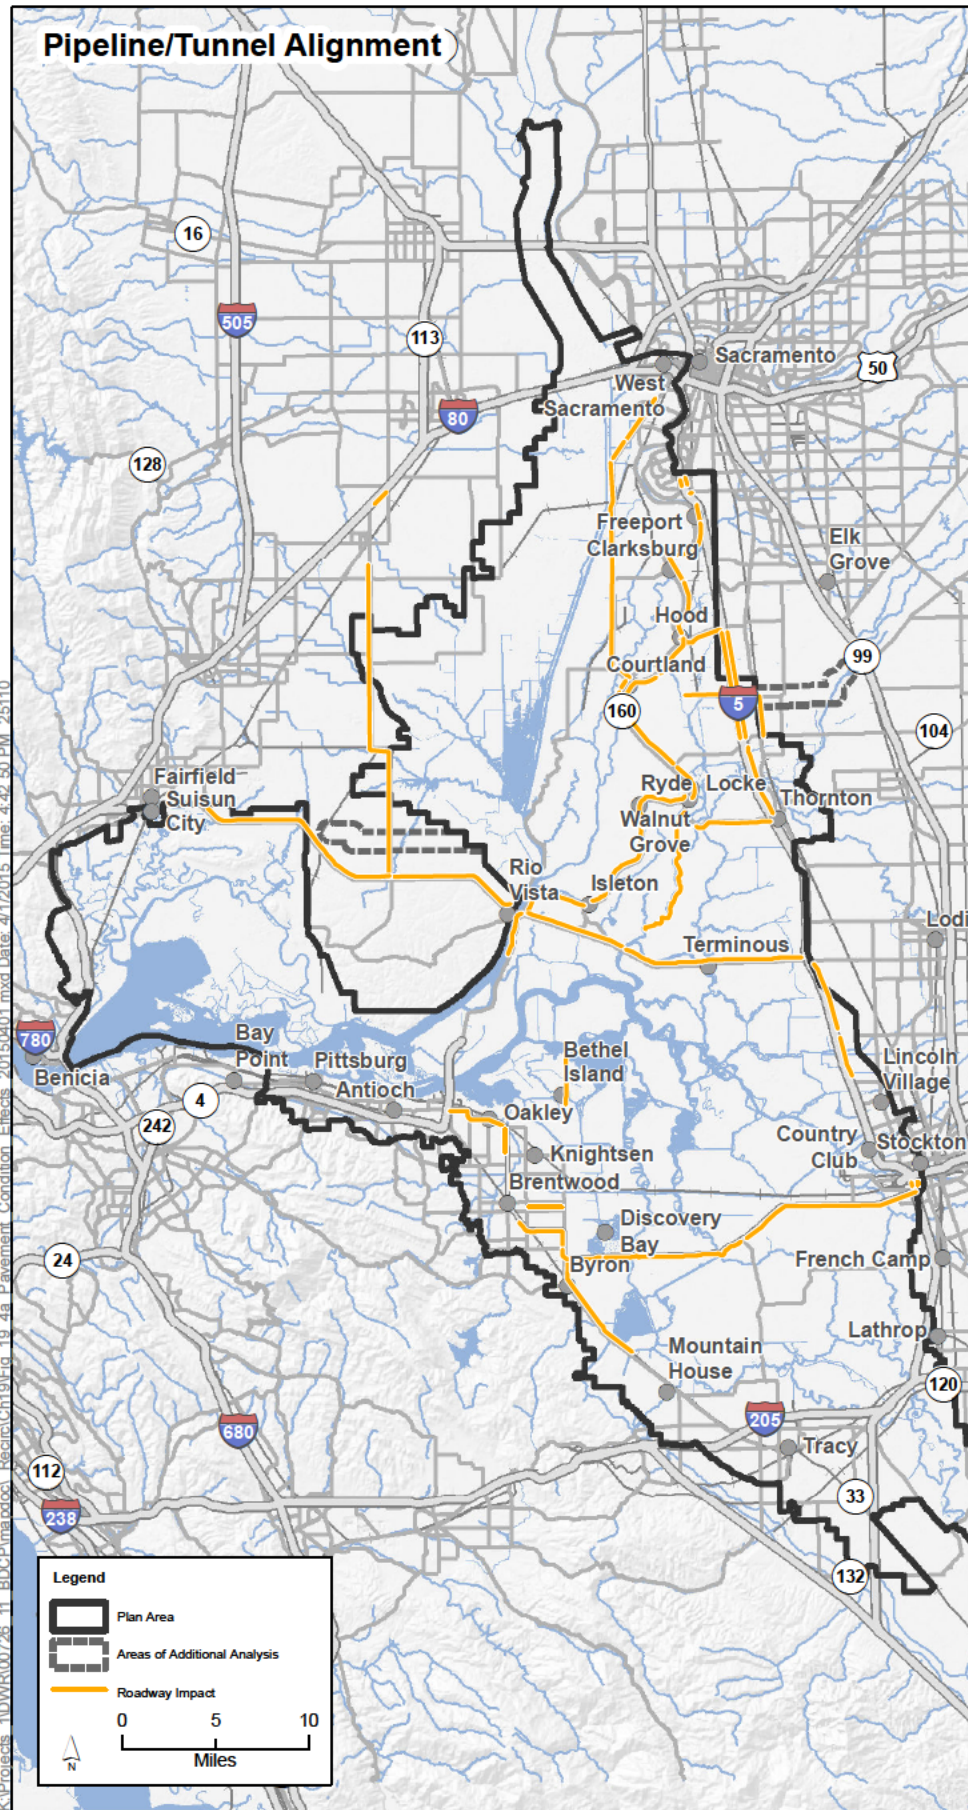 Pipeline/Tunnel Alignment
16
505
113
80
128
Sacramento
50
West
Sacramento
Freeport
Clarksburg
Elk
Grove
Hood
Courtland
99
160
5
104
Fairfield
Suisun
City
Ryde
Locke
Thornton
Walnut
Grove
Rio
Vista
Isleton
Lodi
Terminous
780
Benicia
Bay
Point
Pittsburg
Antioch
Bethel
Island
Lincoln
Village
4
242
Oakley
Country
Club
Stockton
Knightsen
Brentwood
Discovery
Bay
24
Byron
French Camp
Lathrop
Mountain
House
120
680
205
Tracy
112
33
238
132
Legend
Plan Area
Areas of Additional Analysis
Roadway Impact
0 5 10
Miles
N